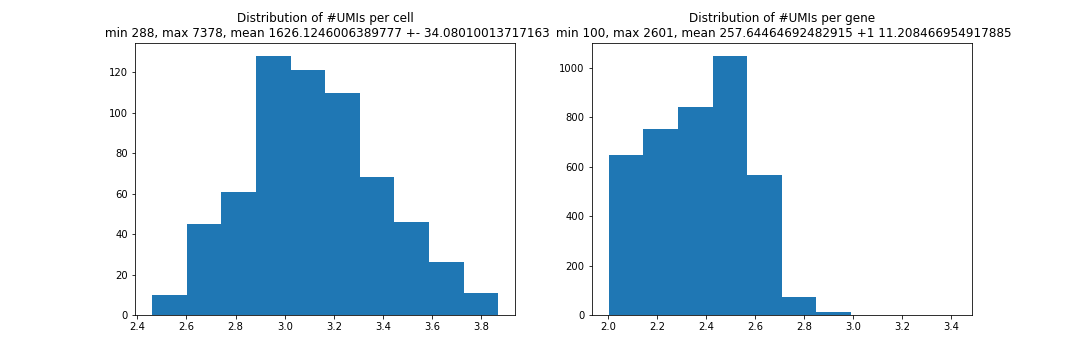 Distribution of #UMIs per cell
min 288, max 7378, mean 1626.1246006389777 +- 34.08010013717163
120
100
80
60
40
20
0
2.4 2.6 2.8 3.0 3.2 3.4 3.6 3.8
Distribution of #UMIs per gene
min 100, max 2601, mean 257.64464692482915 +1 11.208466954917885
1000
800
600
400
200
0
2.0 2.2 2.4 2.6 2.8 3.0 3.2 3.4